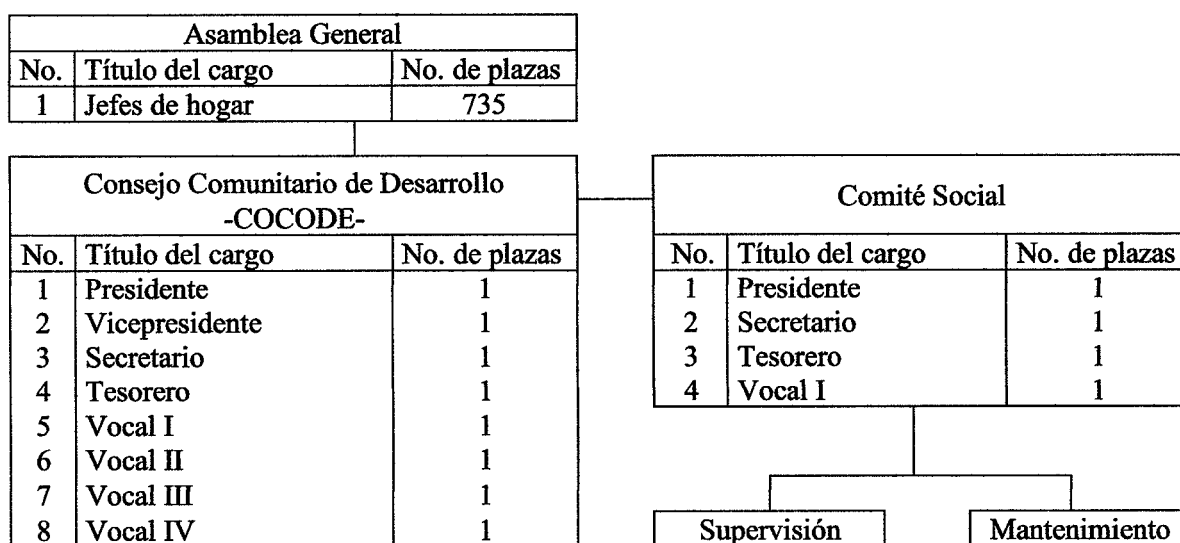 Asamblea General
No. Título del cargo No. de plazas
1 Jefes de hogar 735
Consejo Comunitario de Desarrollo
-COCODE-
No. Título del cargo No. de plazas
1 Presidente 1
2 Vicepresidente 1
3 Secretario 1
4 Tesorero 1
5 Vocal I 1
6 Vocal II 1
7 Vocal III 1
8 Vocal IV 1
Comité Social
No. Título del cargo No. de plazas
1 Presidente 1
2 Secretario 1
3 Tesorero 1
4 Vocal I 1
Supervisión
Mantenimiento